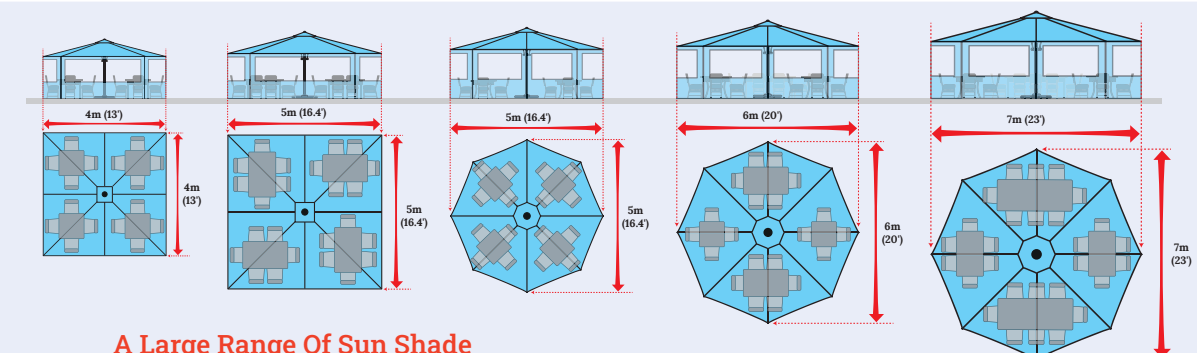 4m (13')
5m (16.4')
5m (16.4')
6m (20')
7m (23')
4m
(13')
5m
(16.4')
5m
(16.4')
6m
(20')
7m
(23')
A Large Range Of Sun Shade